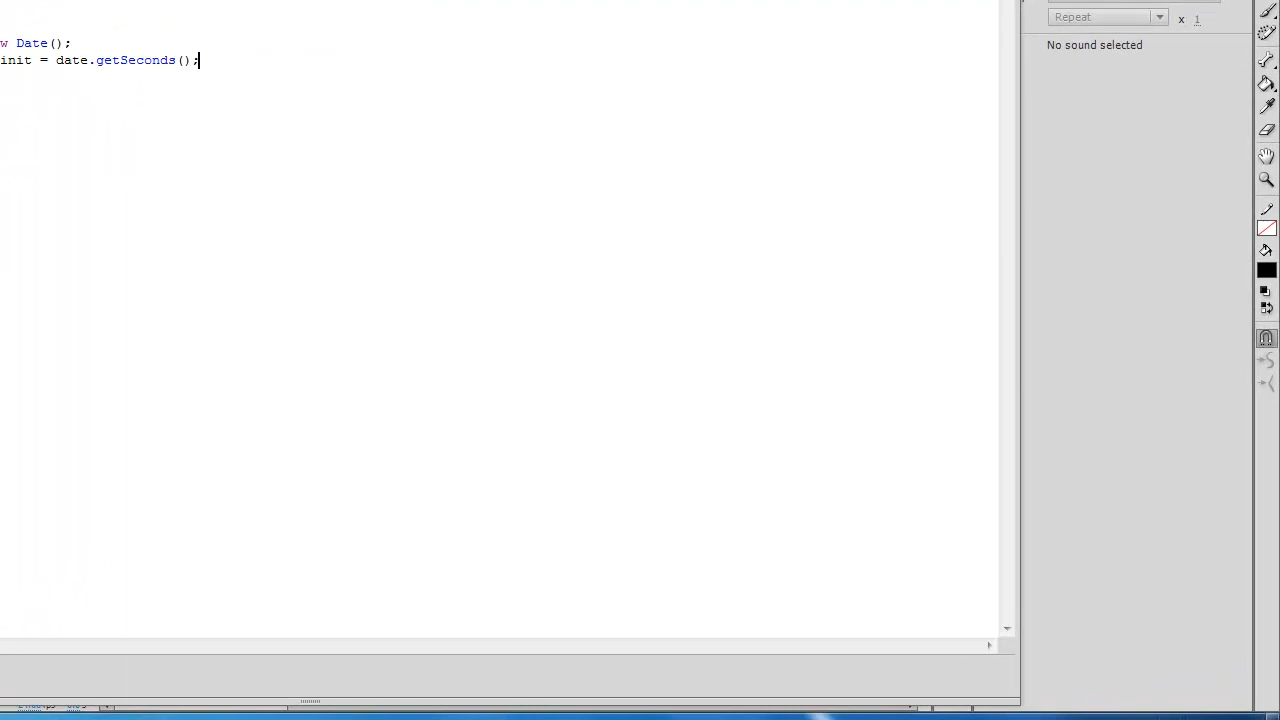 Repeat
x 1
No sound selected
w Date();
init = date.getSeconds();